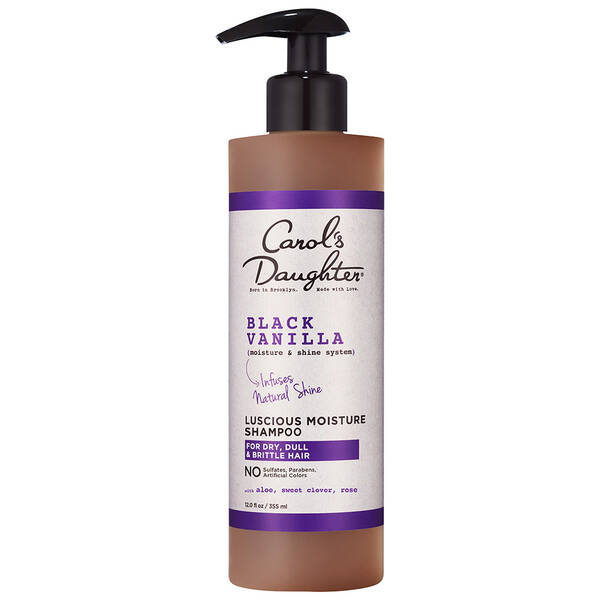 Carol's
Daughter®
Born in Brooklyn. Made with Love.
BLACK
VANILLA
(moisture & shine system)
Infuses
Natural Shine
LUSCIOUS MOISTURE
SHAMPOO
FOR DRY, DULL
& BRITTLE HAIR
NO Sulfates, Parabens,
Artificial Colors
with aloe, sweet clover, rose
12.0 fl oz / 355 ml